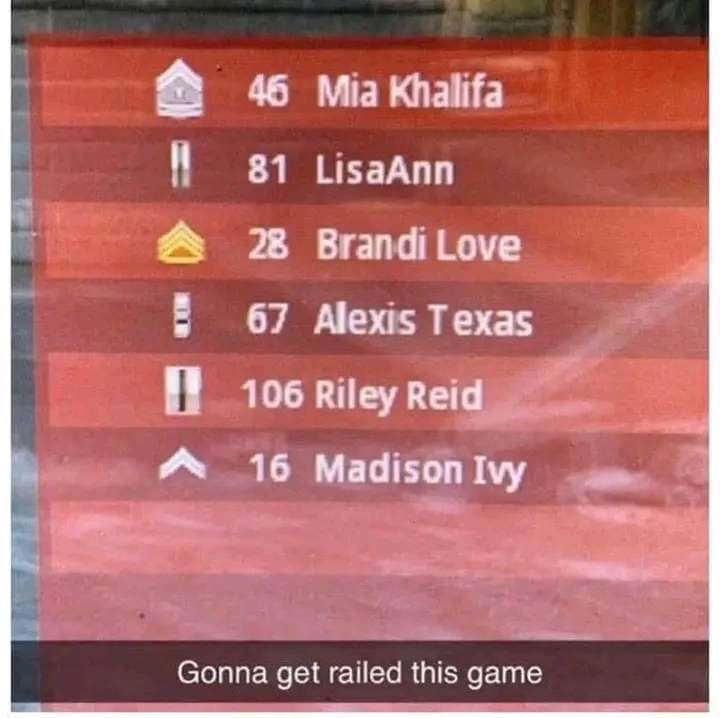 46 Mia Khalifa
81 LisaAnn
28 Brandi Love
67 Alexis Texas
106 Riley Reid
16 Madison Ivy
Gonna get railed this game